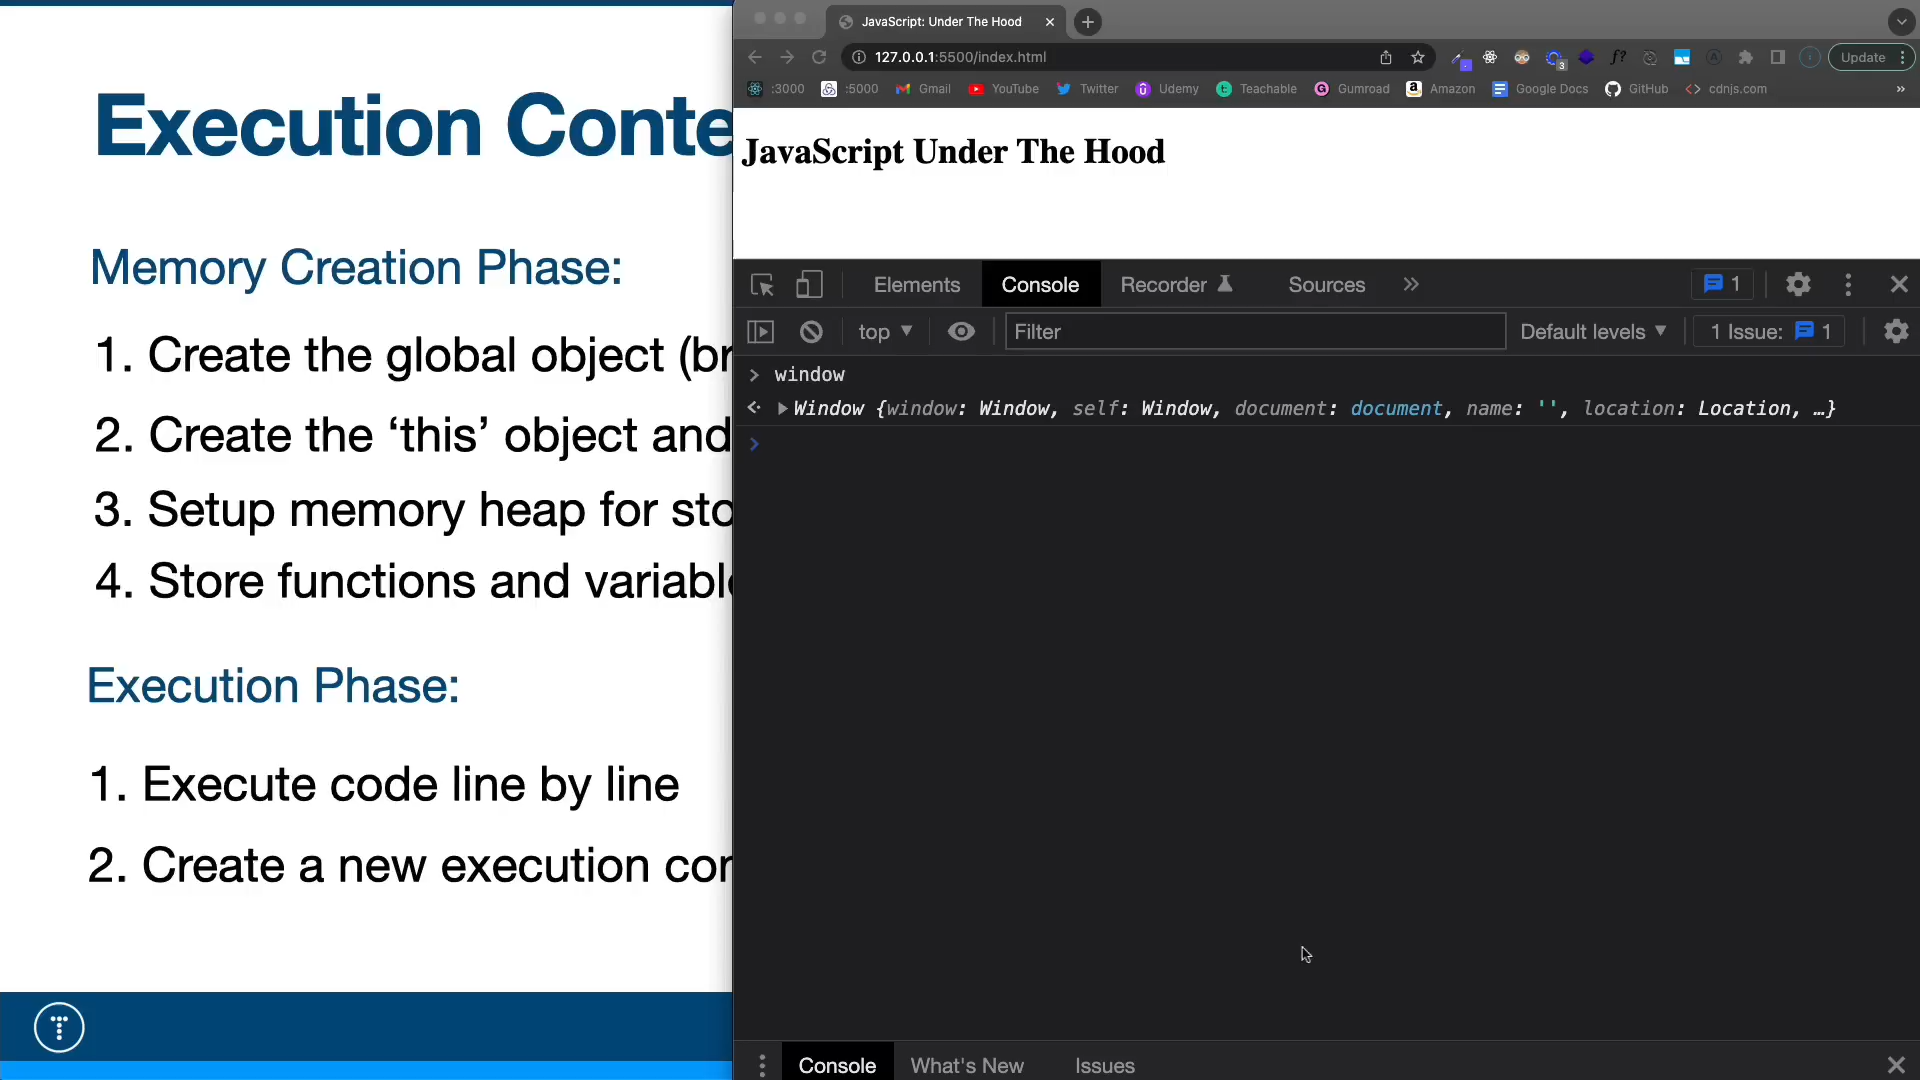 Execution Conte
Memory Creation Phase:
1. Create the global object (br
2. Create the ‘this’ object and
3. Setup memory heap for sto
4. Store functions and variable
Execution Phase:
1. Execute code line by line
2. Create a new execution con
JavaScript: Under The Hood
127.0.0.1:5500/index.html
f?
3
Update
:3000 :5000 Gmail YouTube Twitter Udemy Teachable Gumroad Amazon Google Docs GitHub cdnjs.com »
JavaScript Under The Hood
Elements Console Recorder Sources » 1
top Filter Default levels 1 Issue: 1
> window
Window {window: Window, self: Window, document: document, name: '', location: Location, …}
>
Console What's New Issues